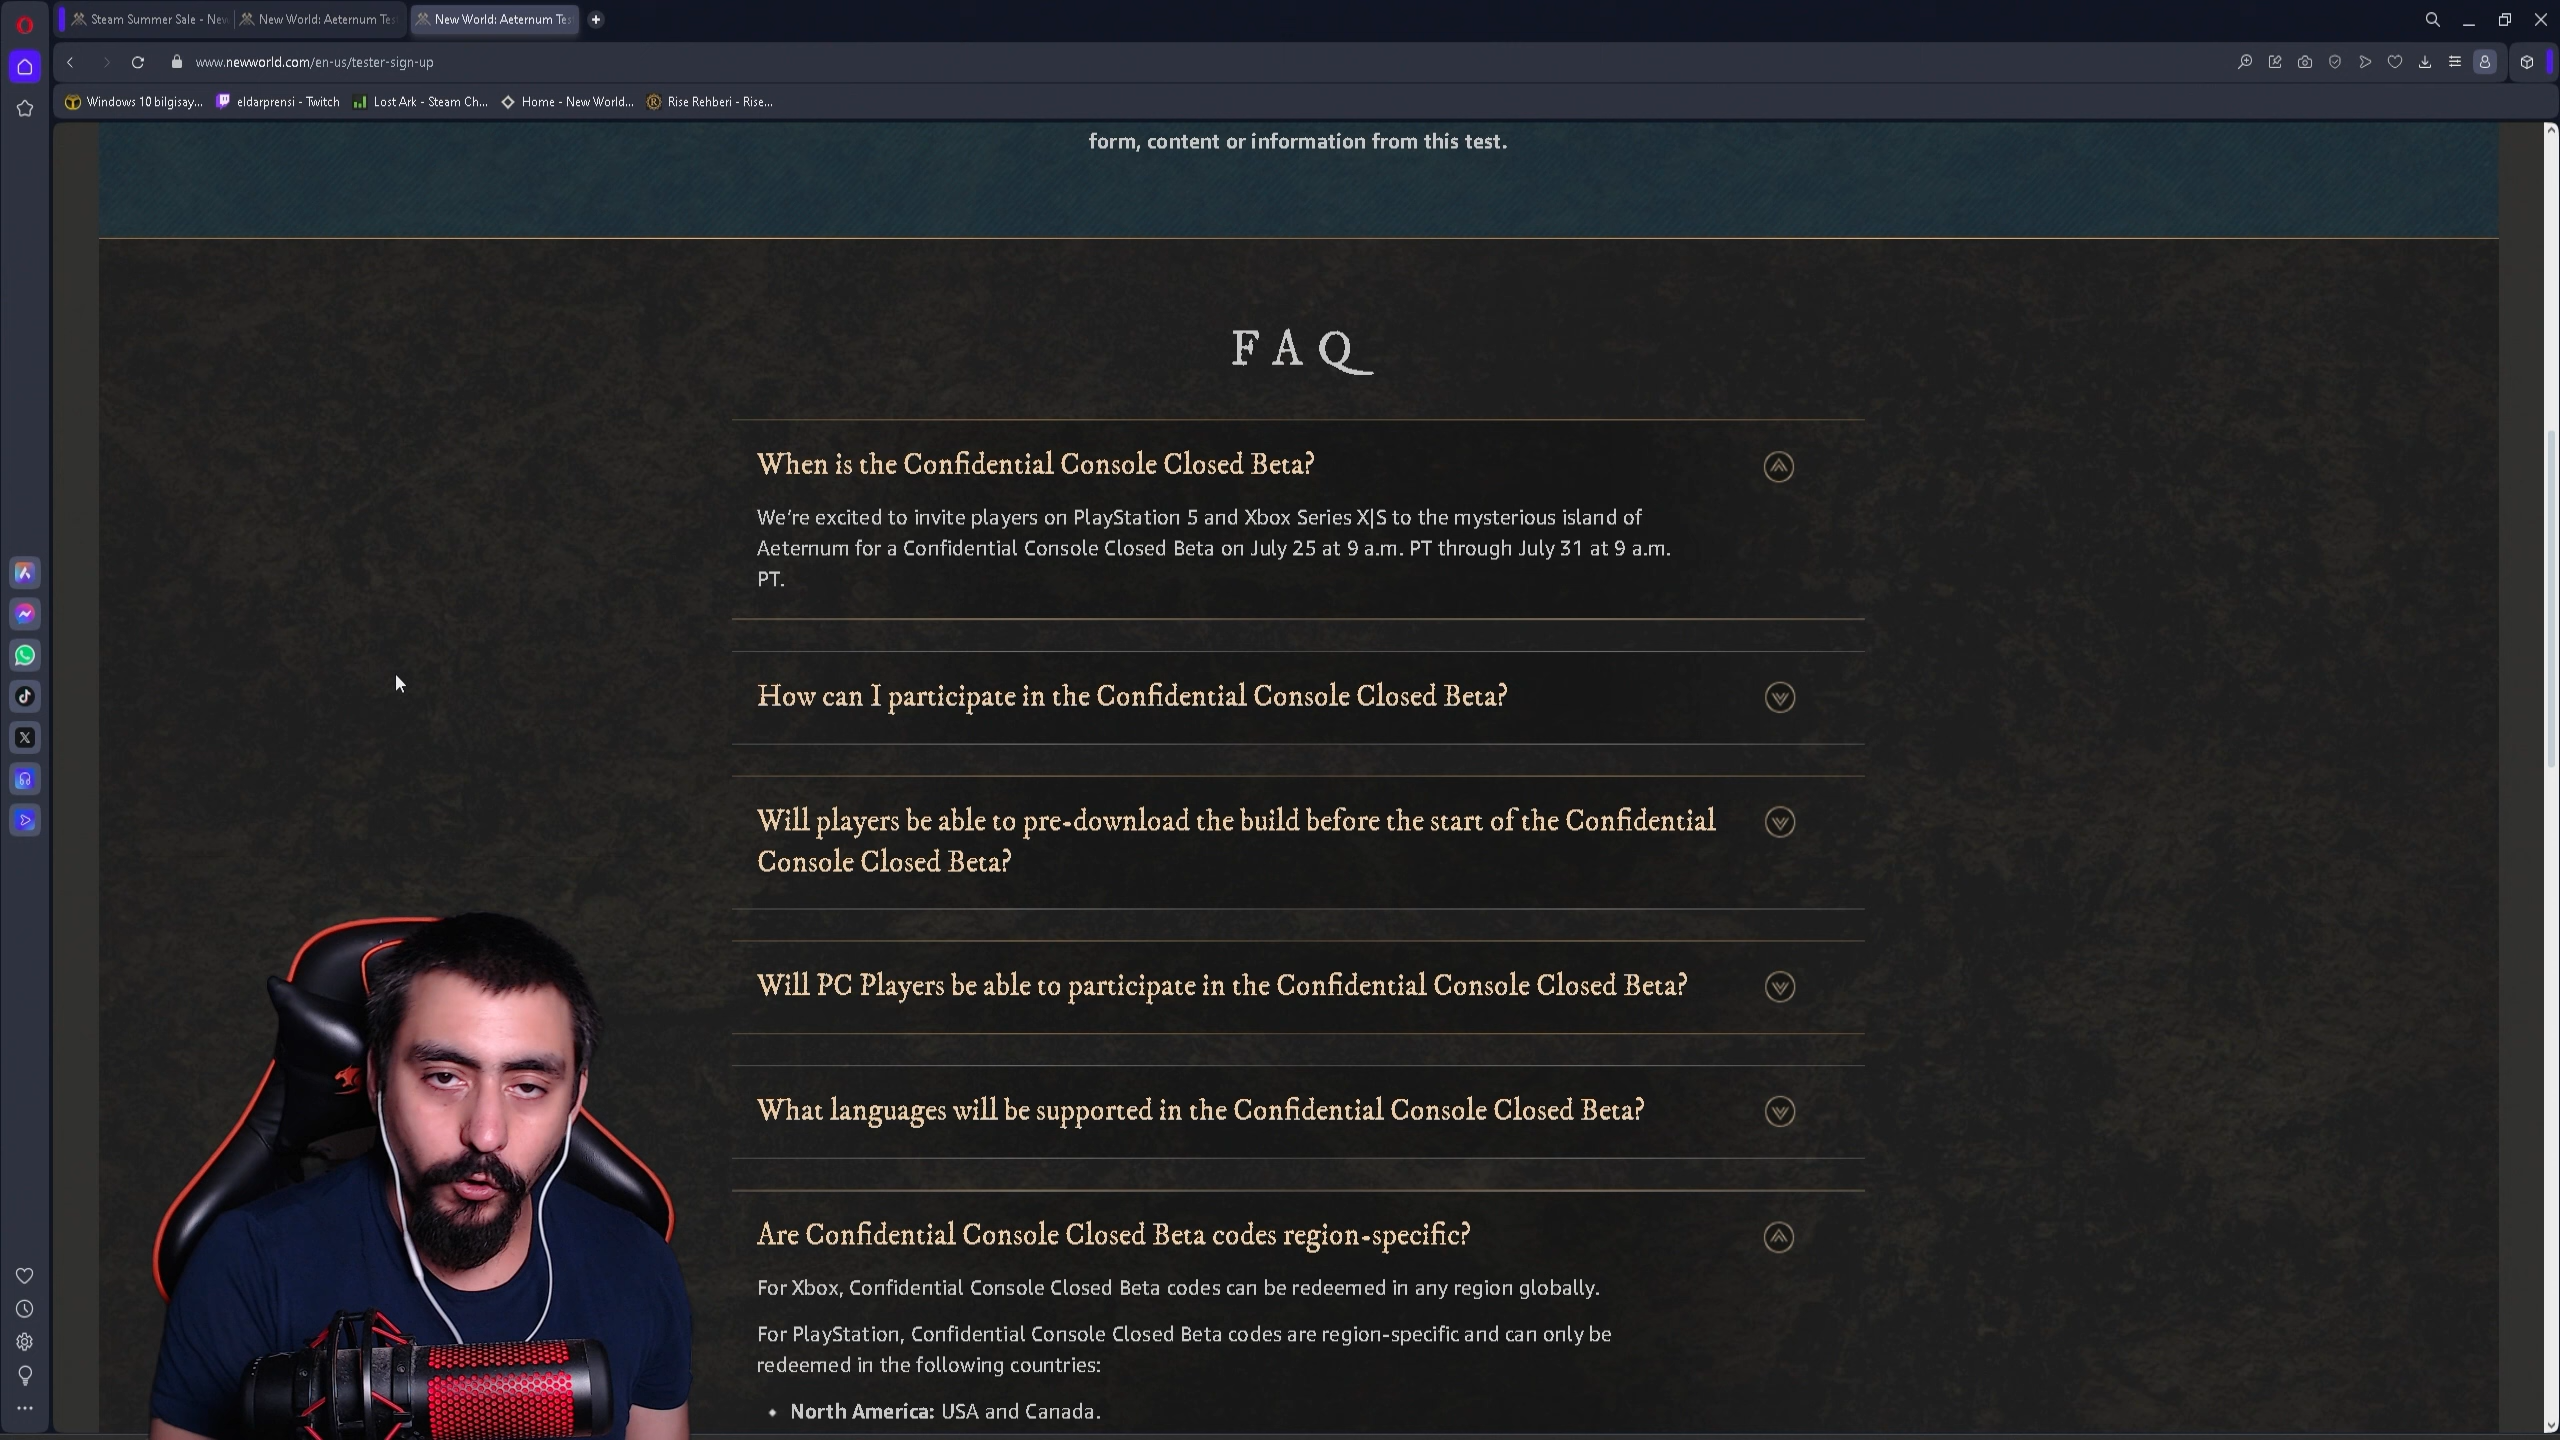 Steam Summer Sale - Nev
New World: Aeternum Te
New World: Aeternum Tes
www.newworld.com/en-us/tester-sign-up
Windows 10 bilgisay...
eldarprensi - Twitch
Lost Ark - Steam Ch...
Home - New World...
Rise Rehberi - Rise...
form, content or information from this test.
FAQ
When is the Confidential Console Closed Beta?
We’re excited to invite players on PlayStation 5 and Xbox Series X|S to the mysterious island of
Aeternum for a Confidential Console Closed Beta on July 25 at 9 a.m. PT through July 31 at 9 a.m.
PT.
How can I participate in the Confidential Console Closed Beta?
Will players be able to pre-download the build before the start of the Confidential
Console Closed Beta?
Will PC Players be able to participate in the Confidential Console Closed Beta?
What languages will be supported in the Confidential Console Closed Beta?
Are Confidential Console Closed Beta codes region-specific?
For Xbox, Confidential Console Closed Beta codes can be redeemed in any region globally.
For PlayStation, Confidential Console Closed Beta codes are region-specific and can only be
redeemed in the following countries:
• North America: USA and Canada.